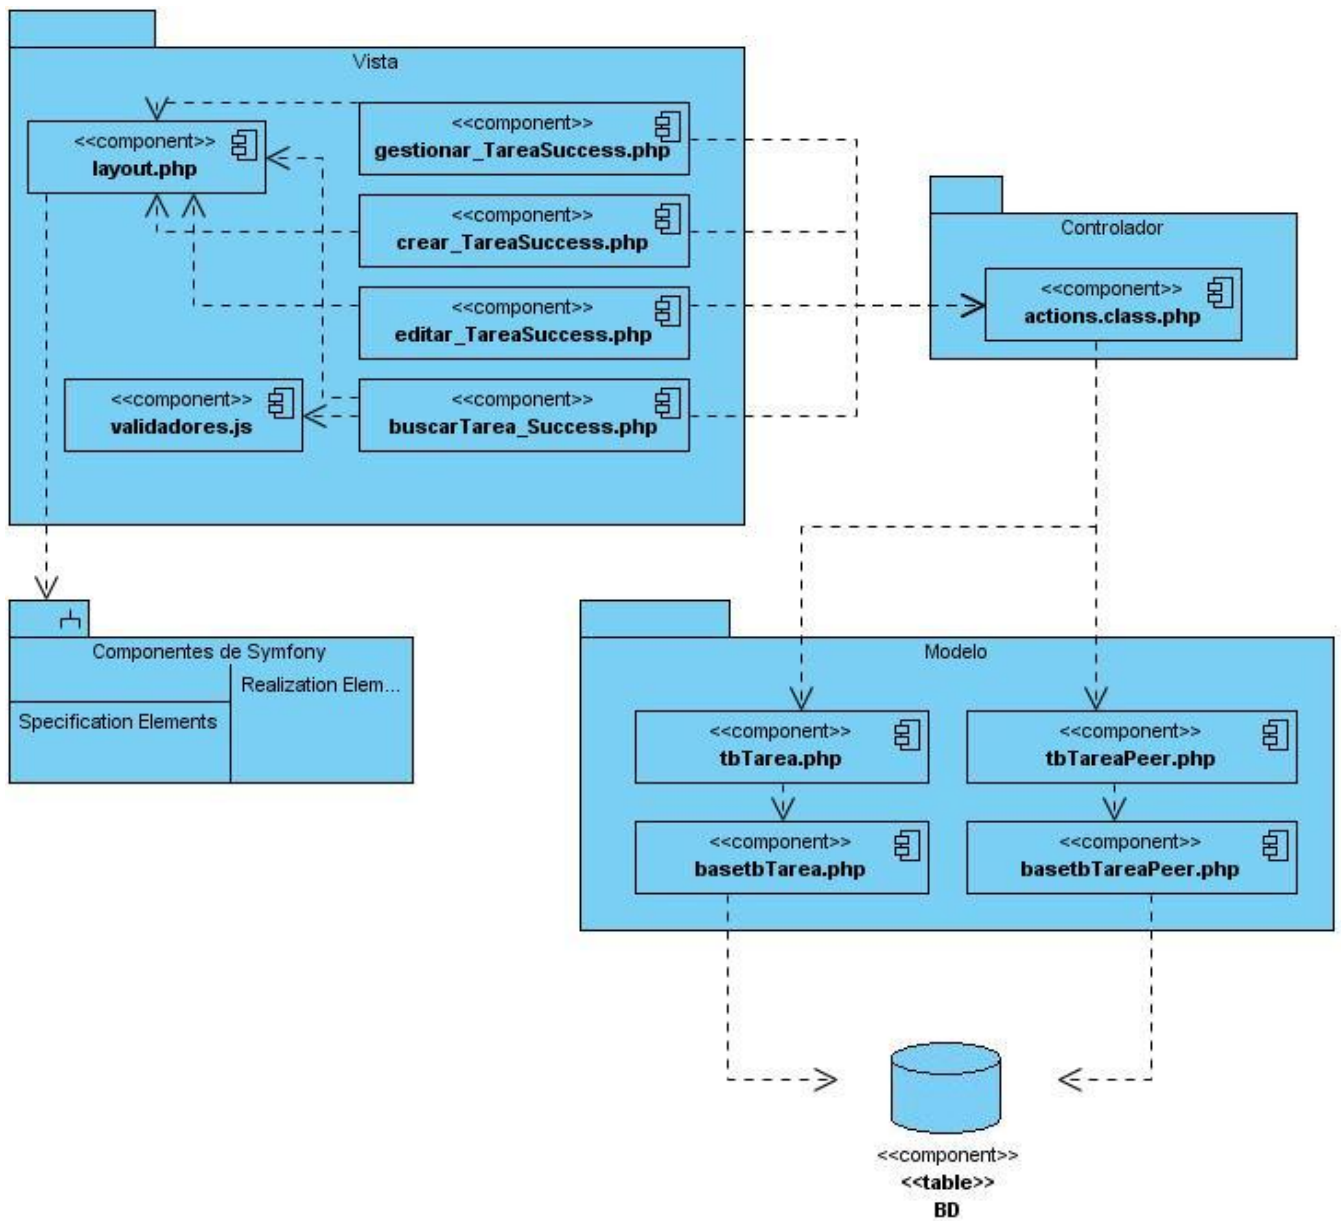 Vista
<<component>>
layout.php
<<component>>
gestionar_TareaSuccess.php
<<component>>
crear_TareaSuccess.php
<<component>>
editar_TareaSuccess.php
<<component>>
validadores.js
<<component>>
buscarTarea_Success.php
Controlador
<<component>>
actions.class.php
Componentes de Symfony
Realization Elem...
Specification Elements
Modelo
<<component>>
tbTarea.php
<<component>>
tbTareaPeer.php
<<component>>
basetbTarea.php
<<component>>
basetbTareaPeer.php
<<component>>
<<table>>
BD